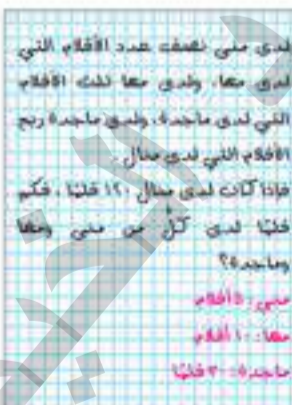 لدى منى نصف عدد الأقلام التي
لدى مها، ولدى مها ثلث الأقلام
التي لدى ماجدة، ولدى ماجدة ربع
الأقلام التي لدى منال.
فإذا كان لدى منال ١٢٠ قلمًا، فكم
قلمًا لدى كل من منى ومها
وماجدة؟
منى: ٥ أقلام
مها: ١٠ أقلام
ماجدة: ٣٠ قلمًا